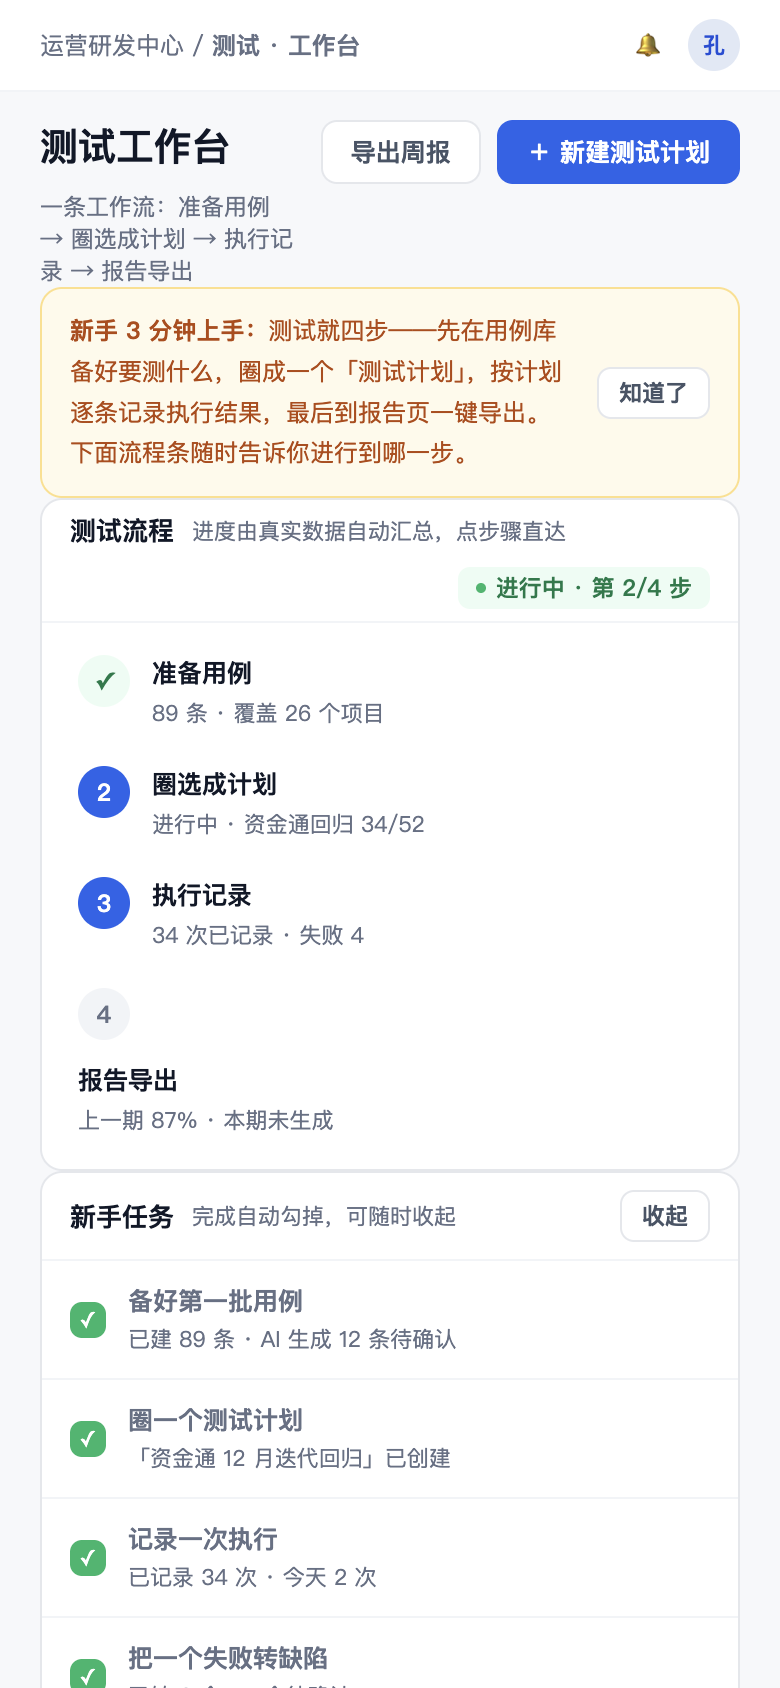 运营研发中心 / 测试 · 工作台
孔
测试工作台
导出周报
+ 新建测试计划
一条工作流：准备用例
→ 圈选成计划 → 执行记
录 → 报告导出
新手 3 分钟上手：测试就四步——先在用例库
备好要测什么，圈成一个「测试计划」，按计划
逐条记录执行结果，最后到报告页一键导出。
下面流程条随时告诉你进行到哪一步。
知道了
测试流程 进度由真实数据自动汇总，点步骤直达
进行中 · 第 2/4 步
准备用例
89 条 · 覆盖 26 个项目
2
圈选成计划
进行中 · 资金通回归 34/52
3
执行记录
34 次已记录 · 失败 4
4
报告导出
上一期 87% · 本期未生成
新手任务 完成自动勾掉，可随时收起
收起
备好第一批用例
已建 89 条 · AI 生成 12 条待确认
圈一个测试计划
「资金通 12 月迭代回归」已创建
记录一次执行
已记录 34 次 · 今天 2 次
把一个失败转缺陷